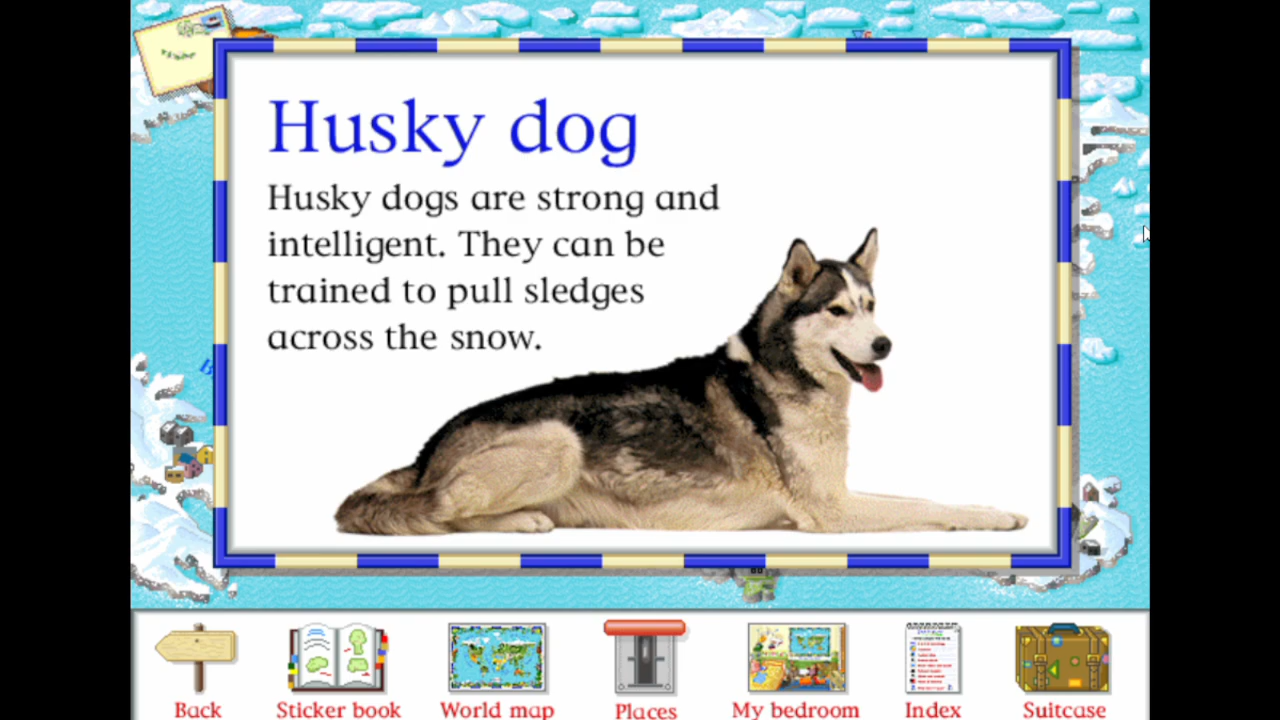 Husky dog
Husky dogs are strong and
intelligent. They can be
trained to pull sledges
across the snow.
Back
Sticker book
World map
Places
My bedroom
Index
Suitcase